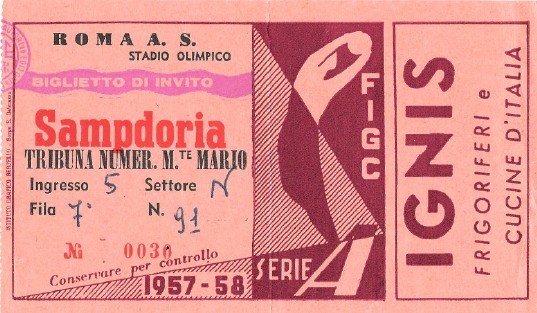 ROMA A. S.
STADIO OLIMPICO
BIGLIETTO DI INVITO
Sampdoria
TRIBUNA NUMER. M.TE MARIO
Ingresso 5 Settore N
Fila 7° N. 91
№ 0036
Conservare per controllo
1957-58
FIGC
SERIE A
IGNIS
FRIGORIFERI e
CUCINE D'ITALIA